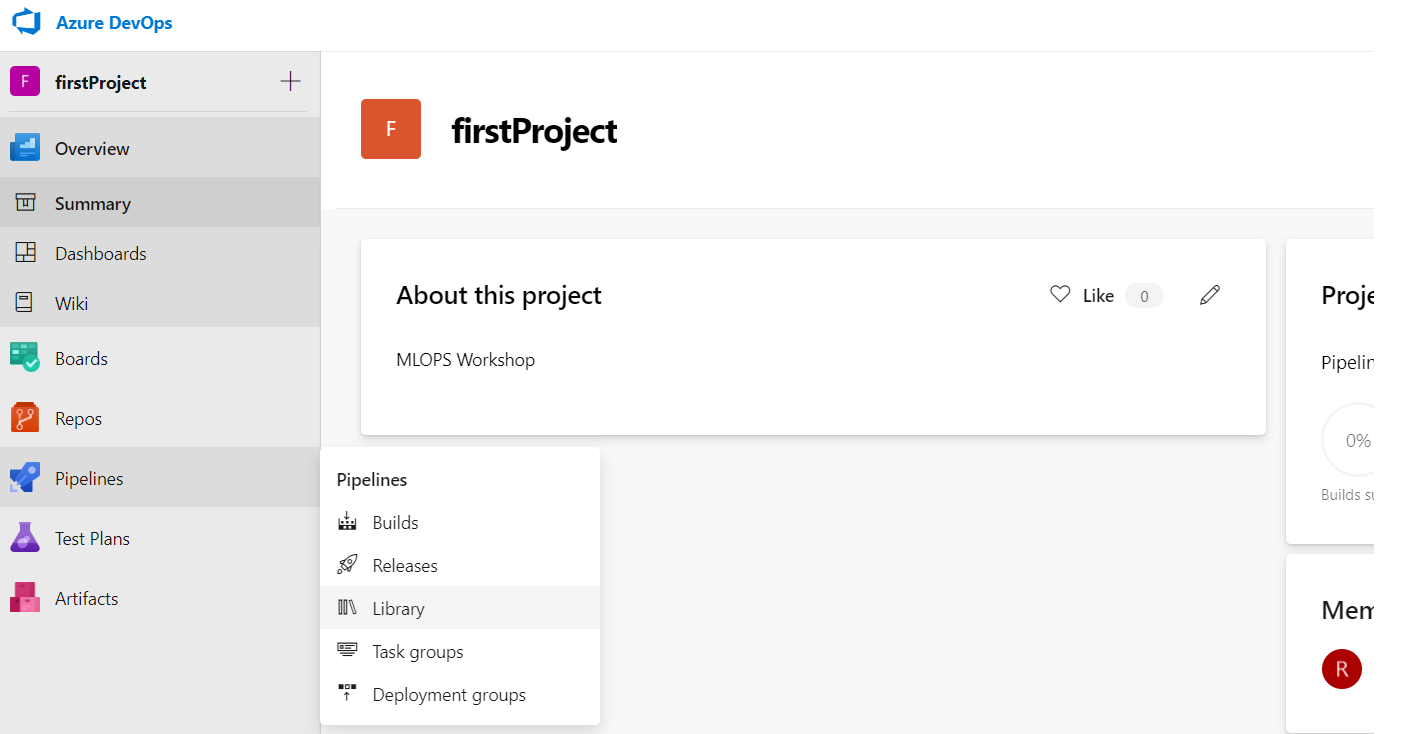 Azure DevOps
F firstProject
Overview
Summary
Dashboards
Wiki
Boards
Repos
Pipelines
Test Plans
Artifacts
F firstProject
About this project
Like 0
MLOPS Workshop
Pipelines
Builds
Releases
Library
Task groups
Deployment groups
Proje
Pipelin
0%
Builds su
Mem
R